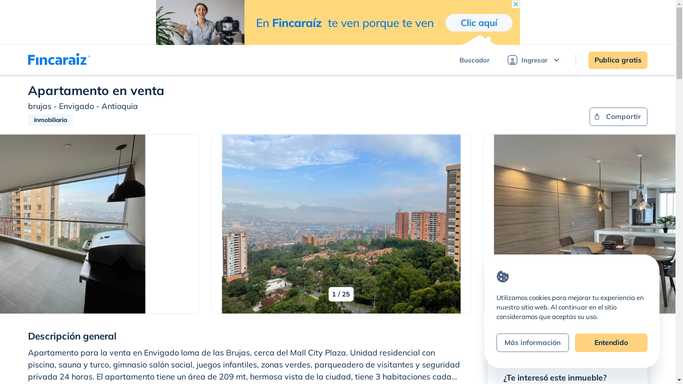 En Fincaraíz te ven porque te ven
Clic aquí
Fincaraiz
Buscador
Ingresar
Publica gratis
Apartamento en venta
brujas - Envigado - Antioquia
Inmobiliaria
Compartir
1 / 25
Utilizamos cookies para mejorar tu experiencia en
nuestro sitio web. Al continuar en el sitio
consideramos que aceptas su uso.
Más información
Entendido
Descripción general
Apartamento para la venta en Envigado loma de las Brujas, cerca del Mall City Plaza. Unidad residencial con
piscina, sauna y turco, gimnasio salón social, juegos infantiles, zonas verdes, parqueadero de visitantes y seguridad
privada 24 horas. El apartamento tiene un área de 209 mt, hermosa vista de la ciudad, tiene 3 habitaciones cada...
¿Te interesó este inmueble?